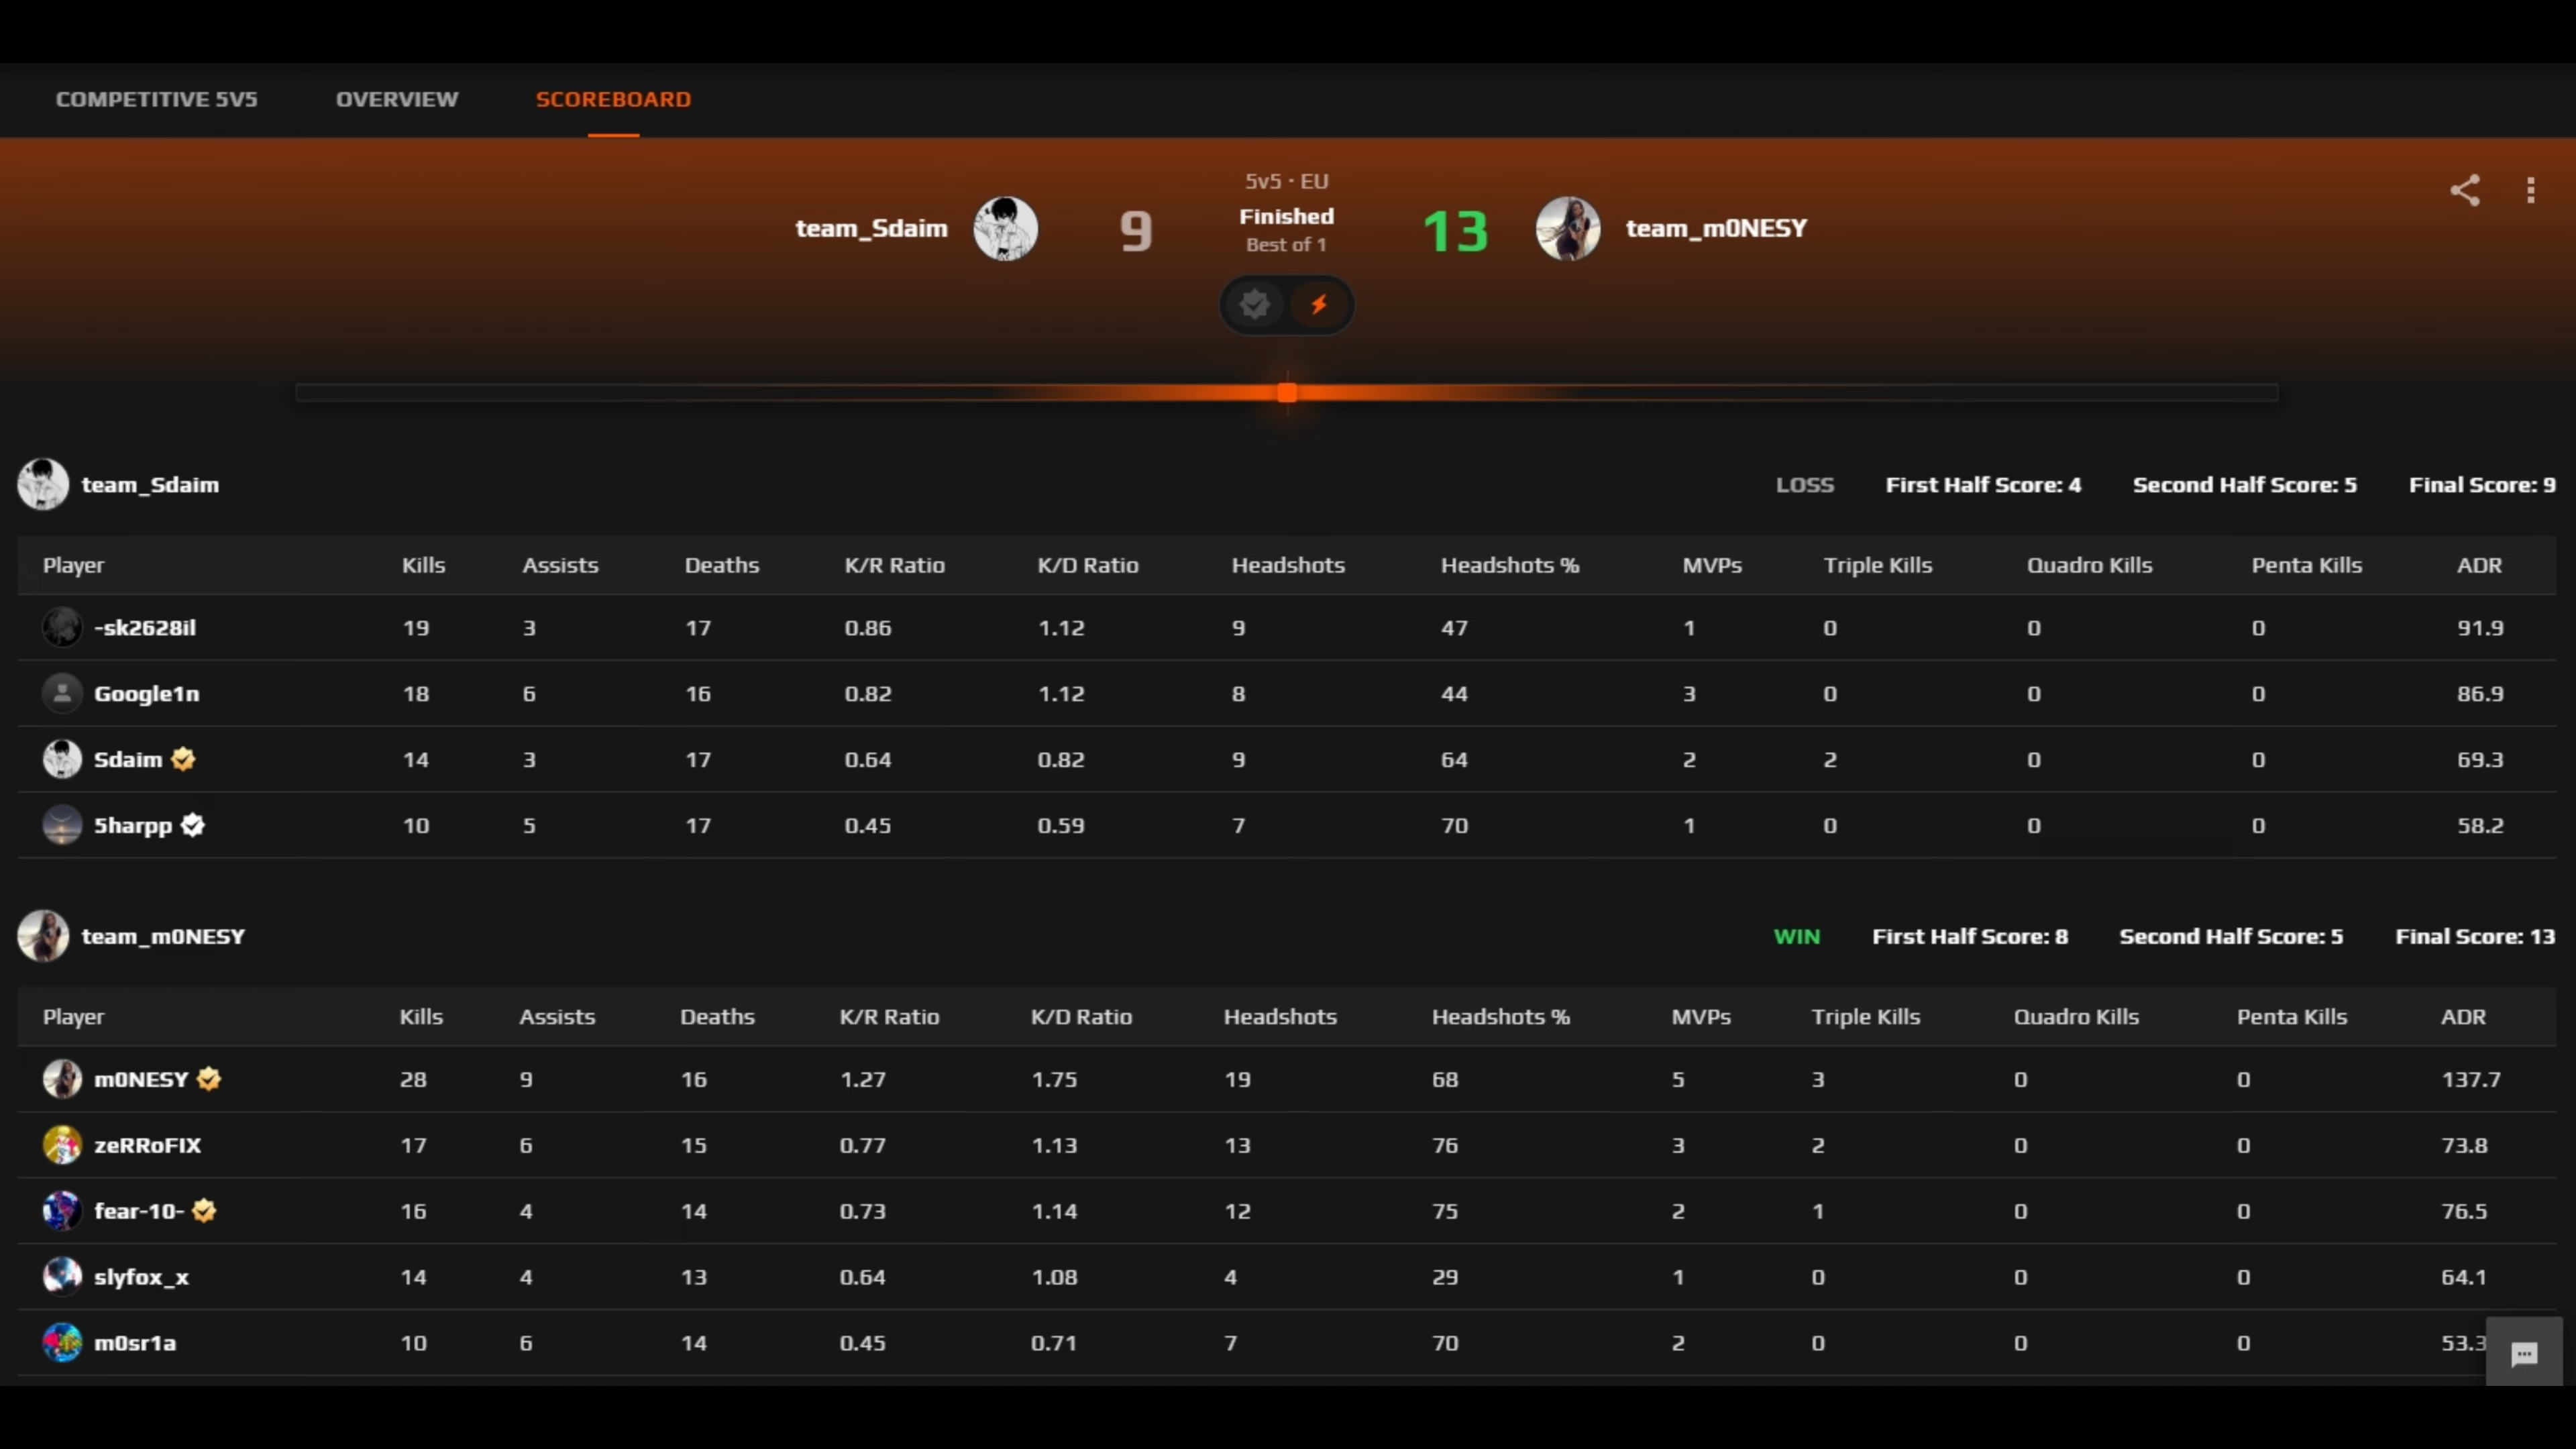 COMPETITIVE 5V5 OVERVIEW SCOREBOARD
5v5 · EU
team_Sdaim 9 Finished 13 team_m0NESY
Best of 1
team_Sdaim LOSS First Half Score: 4 Second Half Score: 5 Final Score: 9
Player Kills Assists Deaths K/R Ratio K/D Ratio Headshots Headshots % MVPs Triple Kills Quadro Kills Penta Kills ADR
-sk2628il 19 3 17 0.86 1.12 9 47 1 0 0 0 91.9
Google1n 18 6 16 0.82 1.12 8 44 3 0 0 0 86.9
Sdaim 14 3 17 0.64 0.82 9 64 2 2 0 0 69.3
5harpp 10 5 17 0.45 0.59 7 70 1 0 0 0 58.2
team_m0NESY WIN First Half Score: 8 Second Half Score: 5 Final Score: 13
Player Kills Assists Deaths K/R Ratio K/D Ratio Headshots Headshots % MVPs Triple Kills Quadro Kills Penta Kills ADR
m0NESY 28 9 16 1.27 1.75 19 68 5 3 0 0 137.7
zeRRoFIX 17 6 15 0.77 1.13 13 76 3 2 0 0 73.8
fear-10- 16 4 14 0.73 1.14 12 75 2 1 0 0 76.5
slyfox_x 14 4 13 0.64 1.08 4 29 1 0 0 0 64.1
m0sr1a 10 6 14 0.45 0.71 7 70 2 0 0 0 53.3